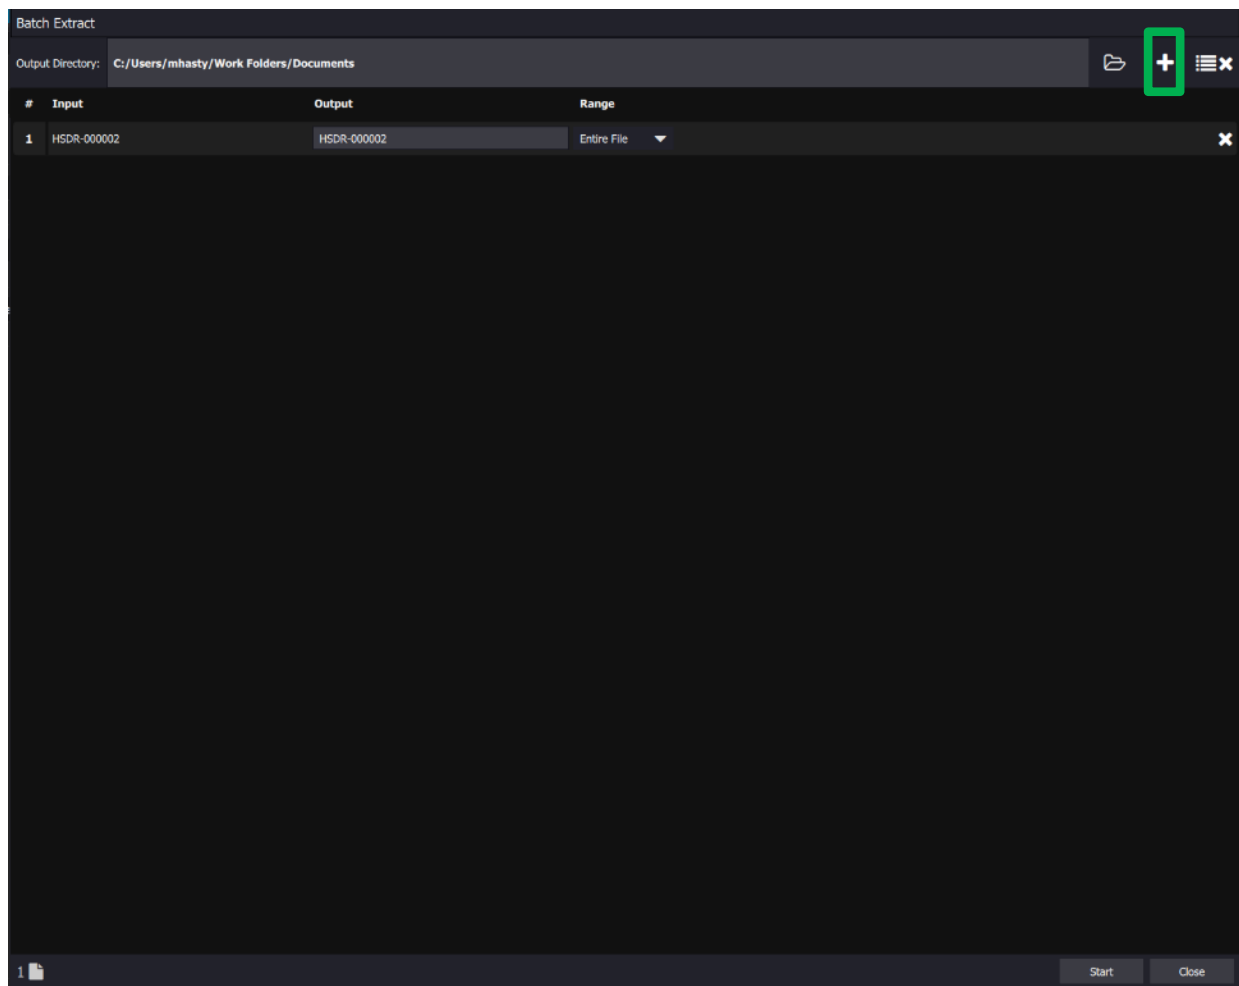 Batch Extract
Output Directory: C:/Users/mhasty/Work Folders/Documents
# Input Output Range
1 HSDR-000002 HSDR-000002 Entire File
1
Start Close